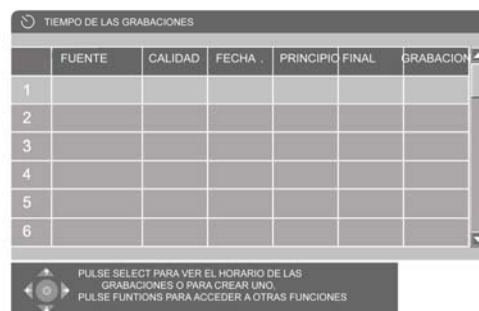 TIEMPO DE LAS GRABACIONES
FUENTE CALIDAD FECHA . PRINCIPIO FINAL GRABACION
1
2
3
4
5
6
PULSE SELECT PARA VER EL HORARIO DE LAS
GRABACIONES O PARA CREAR UNO,
PULSE FUNTIONS PARA ACCEDER A OTRAS FUNCIONES